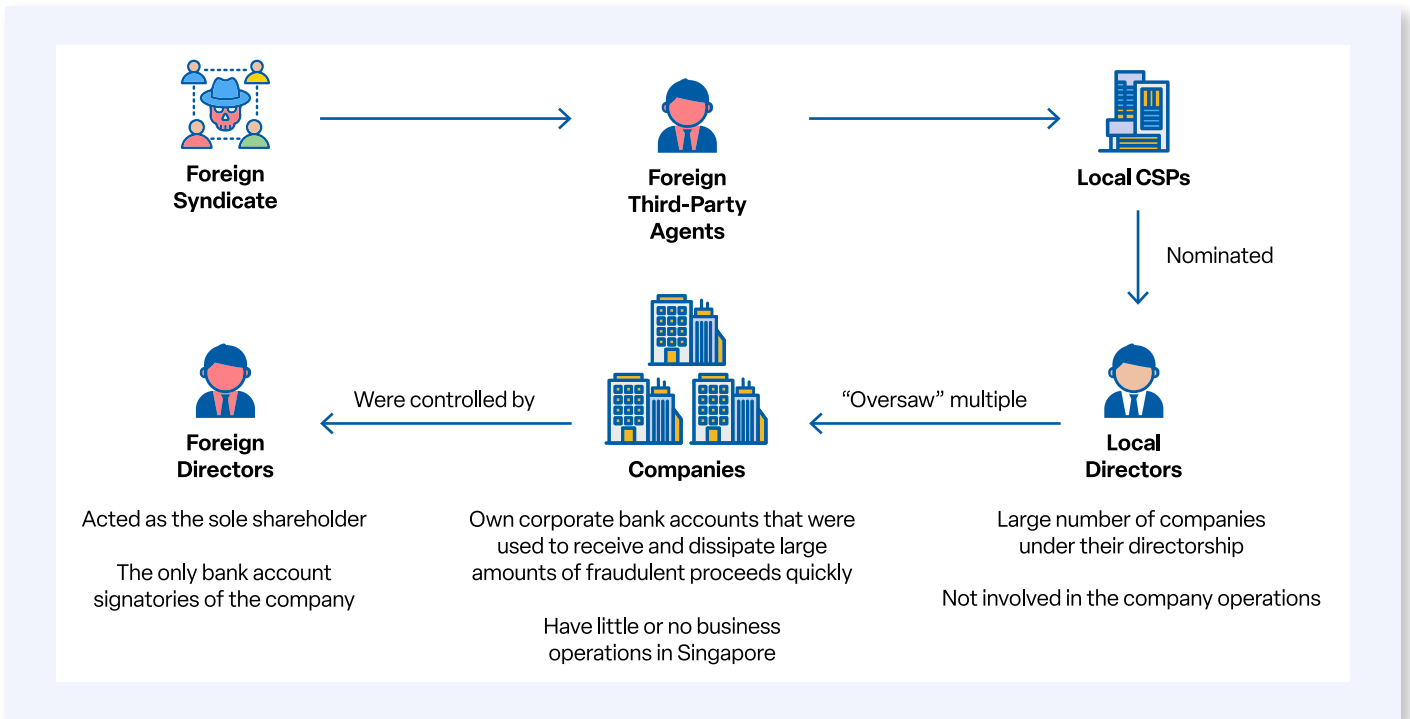 Foreign
Syndicate
Foreign
Third-Party
Agents
Local CSPs
Nominated
Local
Directors
Large number of companies
under their directorship
Not involved in the company operations
“Oversaw” multiple
Companies
Own corporate bank accounts that were
used to receive and dissipate large
amounts of fraudulent proceeds quickly
Have little or no business
operations in Singapore
Were controlled by
Foreign
Directors
Acted as the sole shareholder
The only bank account
signatories of the company